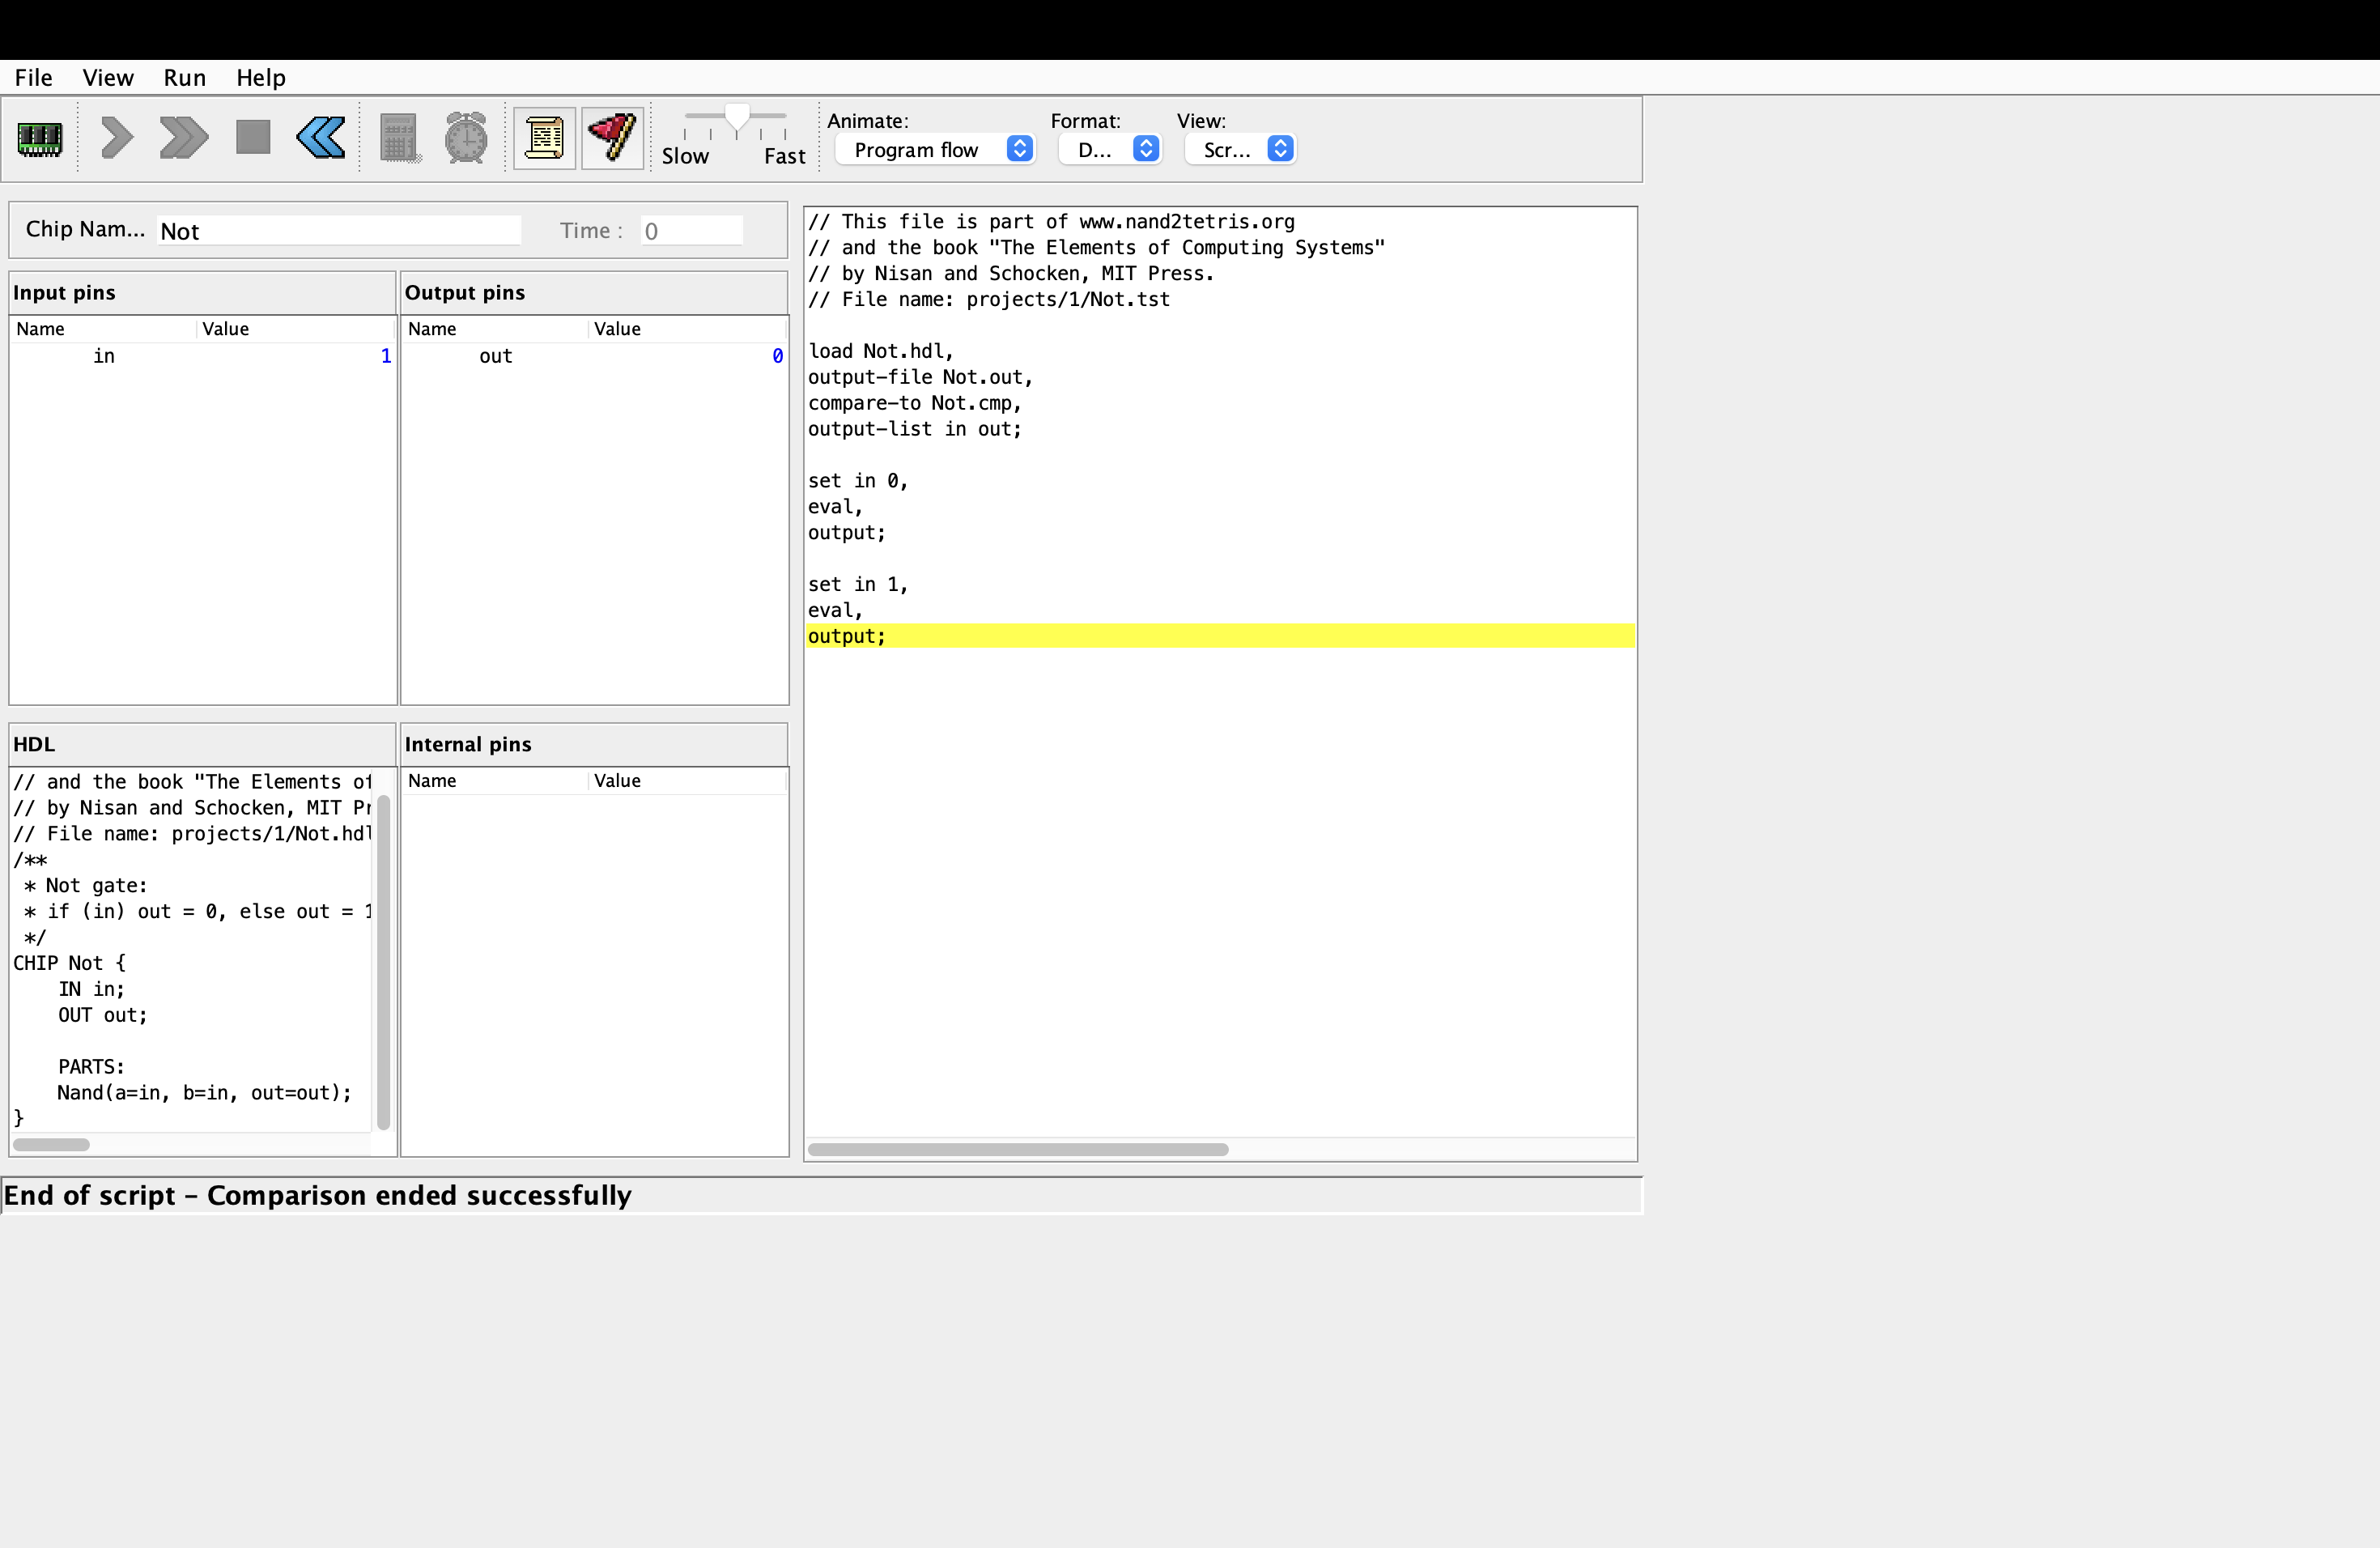 File View Run Help
Animate: Format: View:
Slow Fast Program flow D... Scr...
Chip Nam... Not Time : 0
Input pins
Name Value
in 1
Output pins
Name Value
out 0
HDL
// and the book "The Elements of
// by Nisan and Schocken, MIT Pr
// File name: projects/1/Not.hdl
/**
* Not gate:
* if (in) out = 0, else out = 1
*/
CHIP Not {
IN in;
OUT out;
PARTS:
Nand(a=in, b=in, out=out);
}
Internal pins
Name Value
// This file is part of www.nand2tetris.org
// and the book "The Elements of Computing Systems"
// by Nisan and Schocken, MIT Press.
// File name: projects/1/Not.tst
load Not.hdl,
output-file Not.out,
compare-to Not.cmp,
output-list in out;
set in 0,
eval,
output;
set in 1,
eval,
output;
End of script - Comparison ended successfully